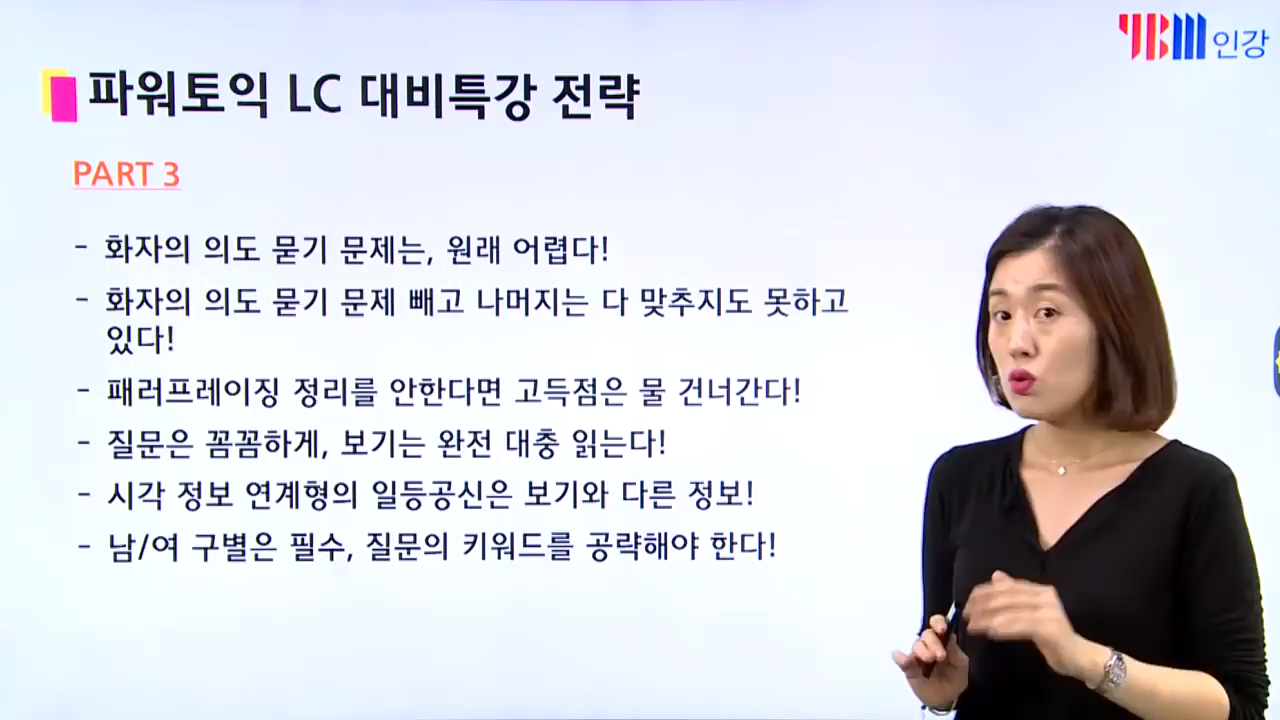 YBM 인강
파워토익 LC 대비특강 전략
PART 3
- 화자의 의도 묻기 문제는, 원래 어렵다!
- 화자의 의도 묻기 문제 빼고 나머지는 다 맞추지도 못하고
있다!
- 패러프레이징 정리를 안한다면 고득점은 물 건너간다!
- 질문은 꼼꼼하게, 보기는 완전 대충 읽는다!
- 시각 정보 연계형의 일등공신은 보기와 다른 정보!
- 남/여 구별은 필수, 질문의 키워드를 공략해야 한다!